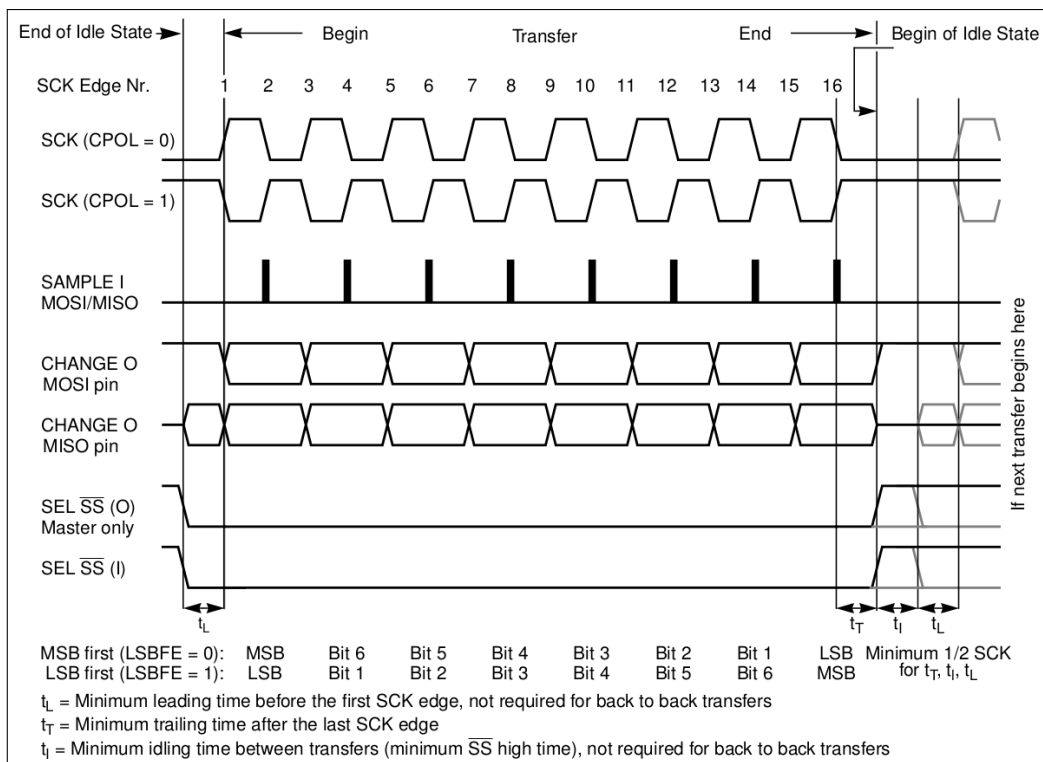 End of Idle State
Begin
Transfer
End
Begin of Idle State
SCK Edge Nr.
1 2 3 4 5 6 7 8 9 10 11 12 13 14 15 16
SCK (CPOL = 0)
SCK (CPOL = 1)
SAMPLE I
MOSI/MISO
CHANGE O
MOSI pin
CHANGE O
MISO pin
SEL SS (O)
Master only
SEL SS (I)
If next transfer begins here
tL
tT tI tL
MSB first (LSBFE = 0): MSB Bit 6 Bit 5 Bit 4 Bit 3 Bit 2 Bit 1 LSB Minimum 1/2 SCK
LSB first (LSBFE = 1): LSB Bit 1 Bit 2 Bit 3 Bit 4 Bit 5 Bit 6 MSB for tT, tI, tL
tL = Minimum leading time before the first SCK edge, not required for back to back transfers
tT = Minimum trailing time after the last SCK edge
tI = Minimum idling time between transfers (minimum SS high time), not required for back to back transfers